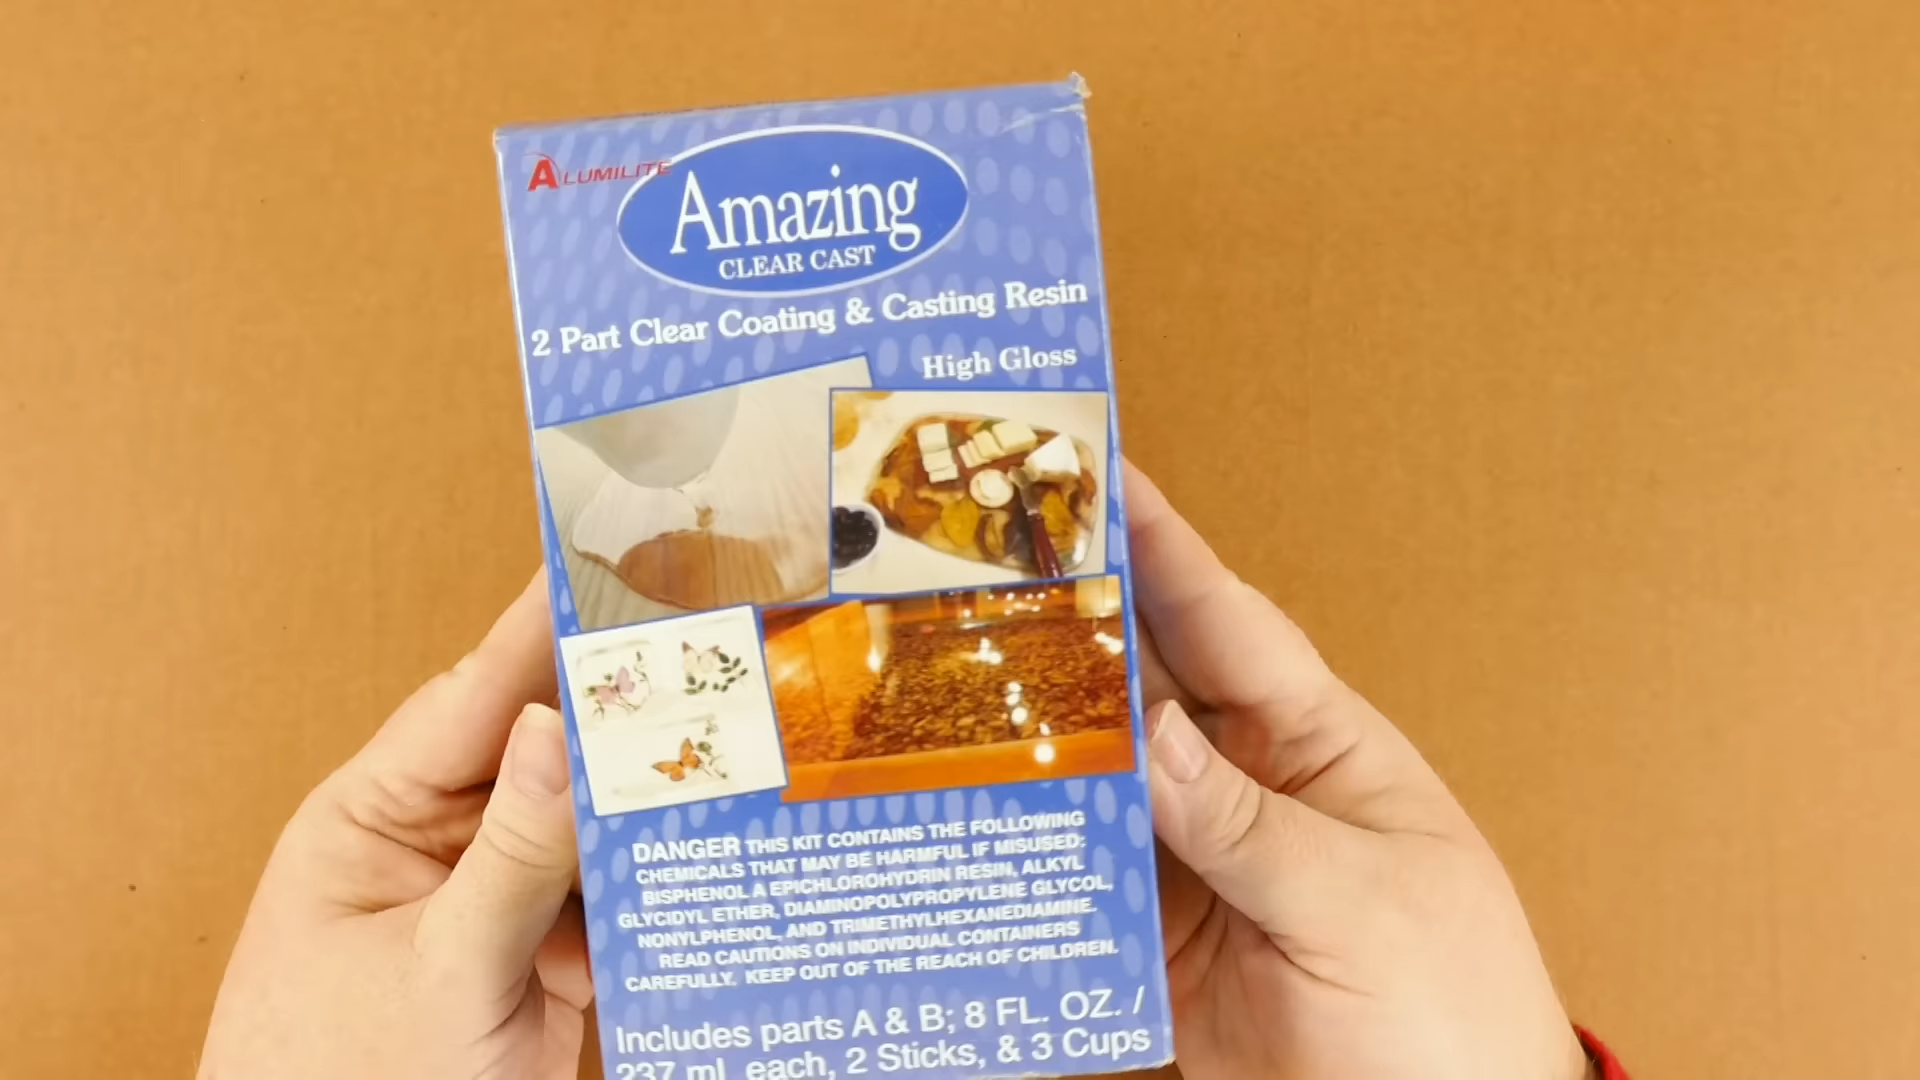 ALUMILITE
Amazing
CLEAR CAST
2 Part Clear Coating & Casting Resin
High Gloss
DANGER THIS KIT CONTAINS THE FOLLOWING
CHEMICALS THAT MAY BE HARMFUL IF MISUSED:
BISPHENOL A EPICHLOROHYDRIN RESIN, ALKYL
GLYCIDYL ETHER, DIAMINOPOLYPROPYLENE GLYCOL,
NONYLPHENOL, AND TRIMETHYLHEXANEDIAMINE.
READ CAUTIONS ON INDIVIDUAL CONTAINERS
CAREFULLY. KEEP OUT OF THE REACH OF CHILDREN.
Includes parts A & B; 8 FL. OZ. /
237 ml each, 2 Sticks, & 3 Cups